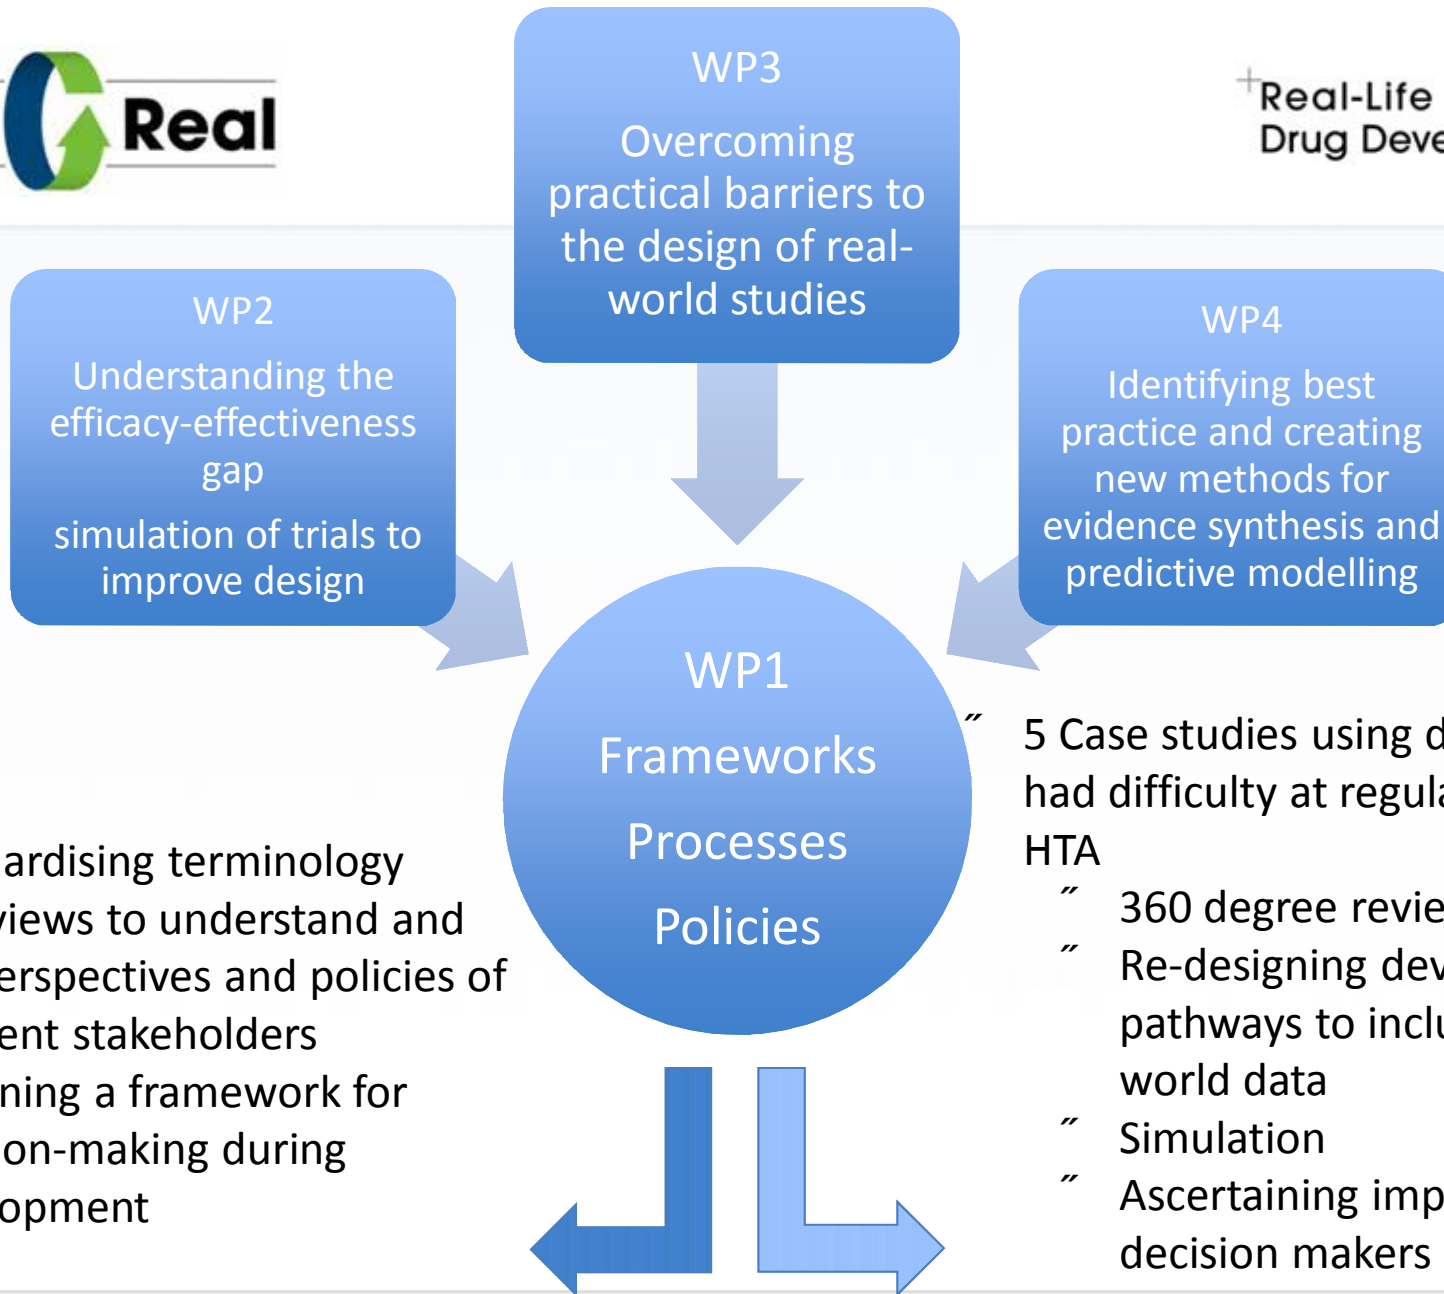 Real
Real-Life
Drug Deve
WP3
Overcoming
practical barriers to
the design of real-
world studies
WP2
Understanding the
efficacy-effectiveness
gap
simulation of trials to
improve design
WP4
Identifying best
practice and creating
new methods for
evidence synthesis and
predictive modelling
WP1
Frameworks
Processes
Policies
ardising terminology
views to understand and
erspectives and policies of
ent stakeholders
ning a framework for
on-making during
opment
˝ 5 Case studies using d
had difficulty at regula
HTA
˝ 360 degree revie
˝ Re-designing dev
pathways to inclu
world data
˝ Simulation
˝ Ascertaining imp
decision makers